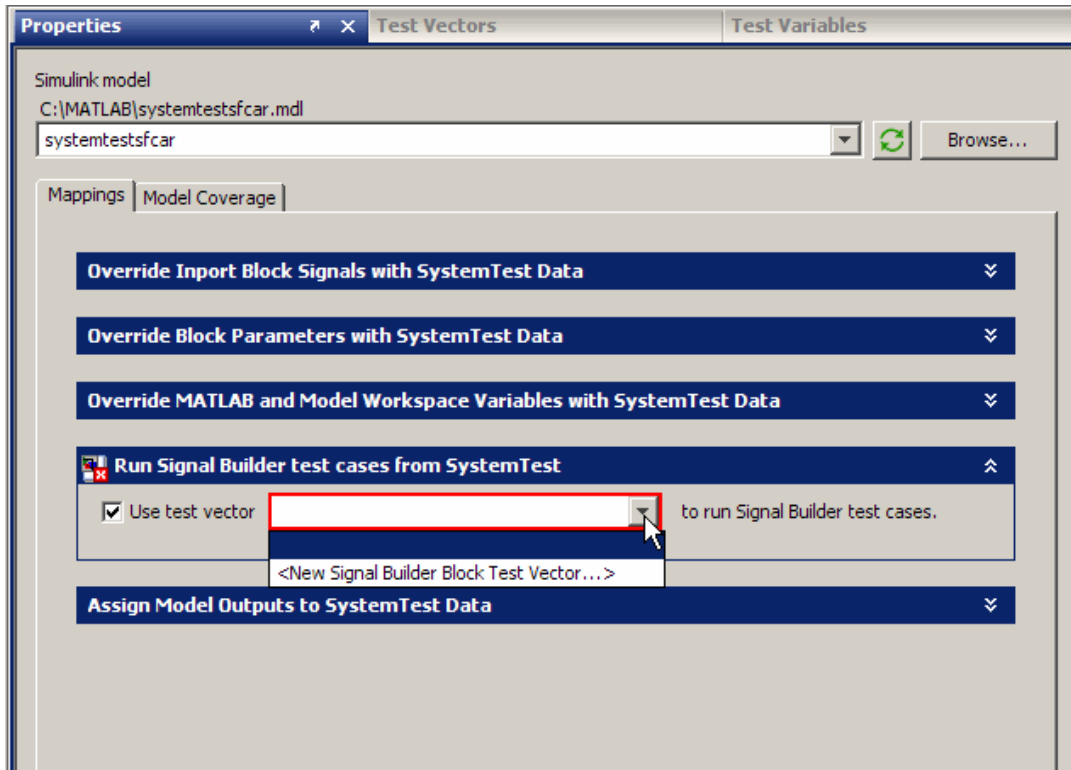 Properties Test Vectors Test Variables
Simulink model
C:\MATLAB\systemtestsfcar.mdl
systemtestsfcar Browse...
Mappings Model Coverage
Override Inport Block Signals with SystemTest Data
Override Block Parameters with SystemTest Data
Override MATLAB and Model Workspace Variables with SystemTest Data
Run Signal Builder test cases from SystemTest
Use test vector to run Signal Builder test cases.
<New Signal Builder Block Test Vector...>
Assign Model Outputs to SystemTest Data